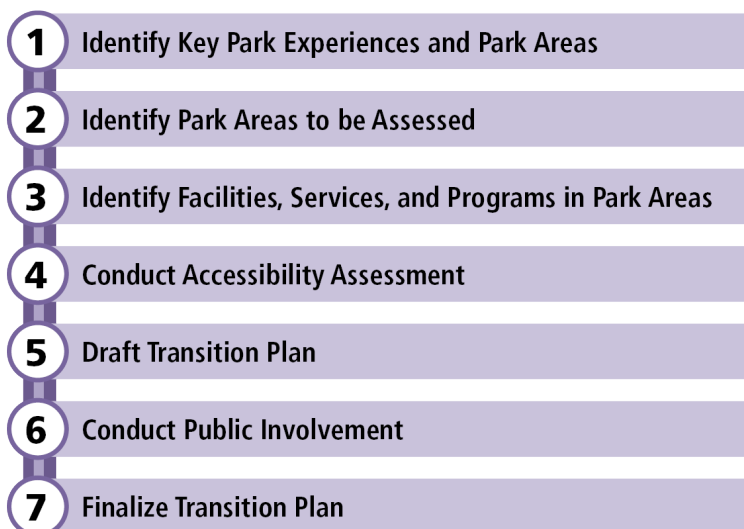 1 Identify Key Park Experiences and Park Areas
2 Identify Park Areas to be Assessed
3 Identify Facilities, Services, and Programs in Park Areas
4 Conduct Accessibility Assessment
5 Draft Transition Plan
6 Conduct Public Involvement
7 Finalize Transition Plan